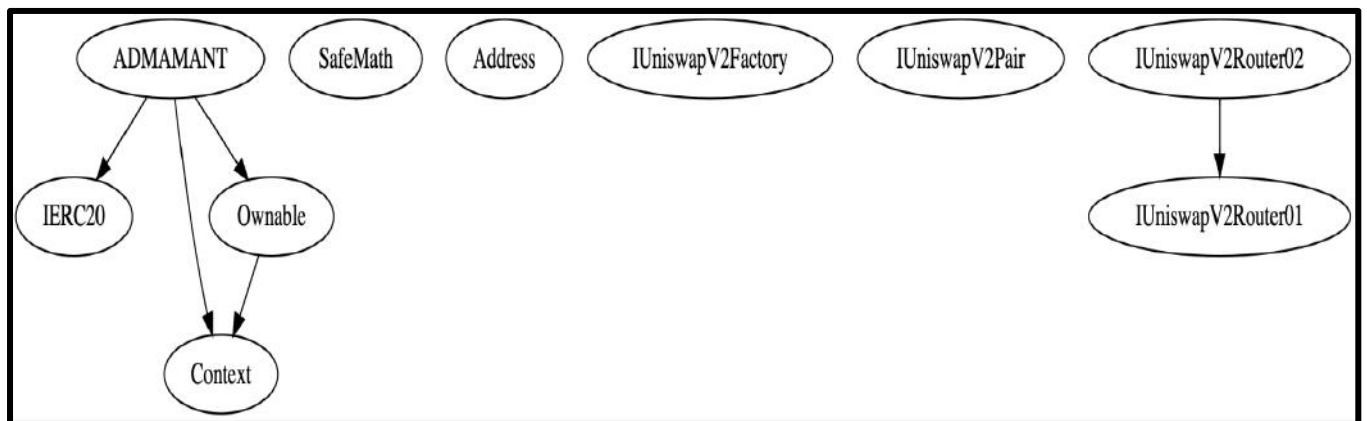 ADMAMANT
SafeMath
Address
IUniswapV2Factory
IUniswapV2Pair
IUniswapV2Router02
IERC20
Ownable
IUniswapV2Router01
Context